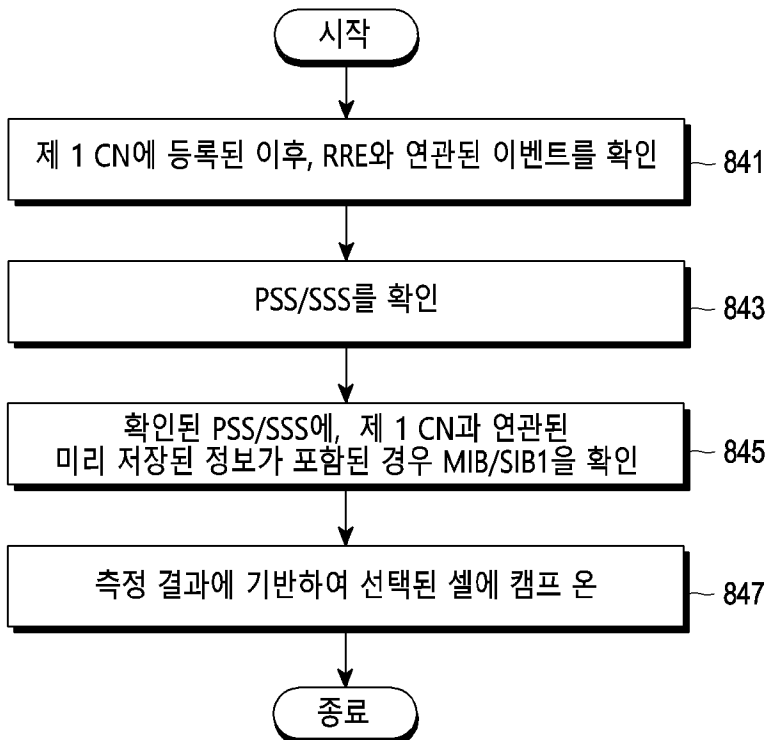 시작
제 1 CN에 등록된 이후, RRE와 연관된 이벤트를 확인
841
PSS/SSS를 확인
843
확인된 PSS/SSS에, 제 1 CN과 연관된
미리 저장된 정보가 포함된 경우 MIB/SIB1을 확인
845
측정 결과에 기반하여 선택된 셀에 캠프 온
847
종료